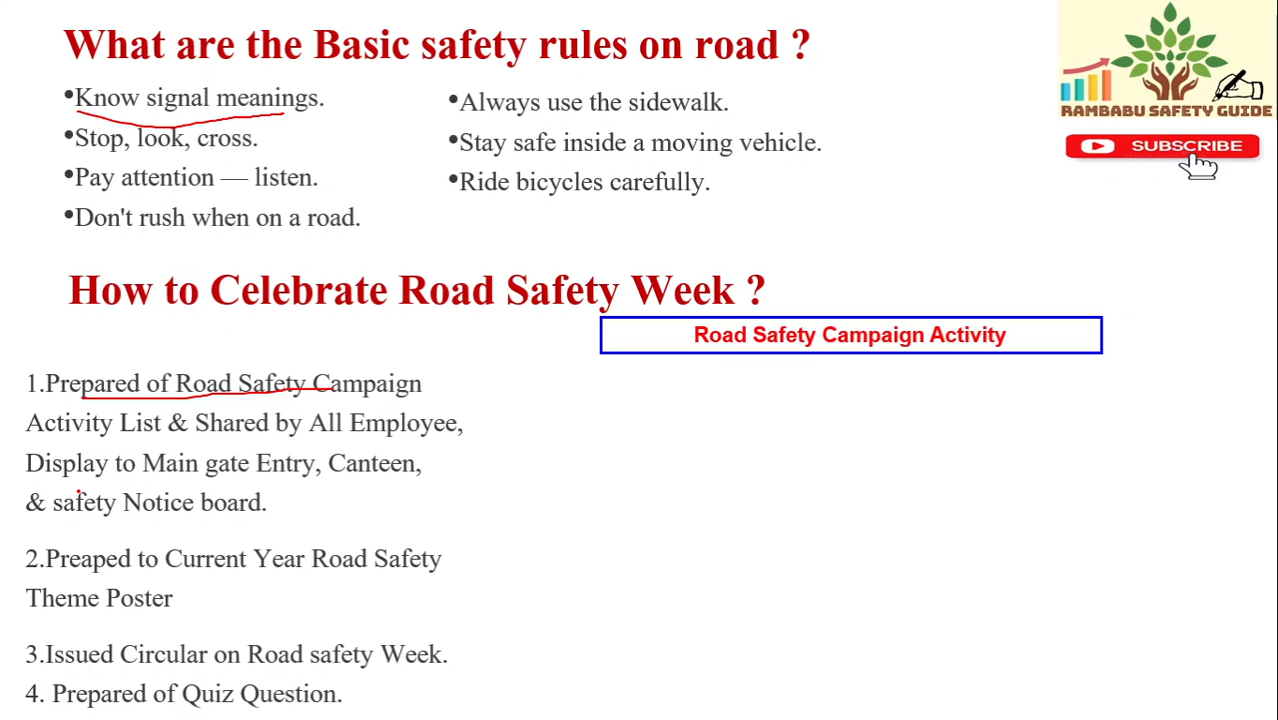 What are the Basic safety rules on road ?
•Know signal meanings.
•Stop, look, cross.
•Pay attention — listen.
•Don't rush when on a road.
•Always use the sidewalk.
•Stay safe inside a moving vehicle.
•Ride bicycles carefully.
RAMBABU SAFETY GUIDE
SUBSCRIBE
How to Celebrate Road Safety Week ?
Road Safety Campaign Activity
1.Prepared of Road Safety Campaign
Activity List & Shared by All Employee,
Display to Main gate Entry, Canteen,
& safety Notice board.
2.Preaped to Current Year Road Safety
Theme Poster
3.Issued Circular on Road safety Week.
4. Prepared of Quiz Question.